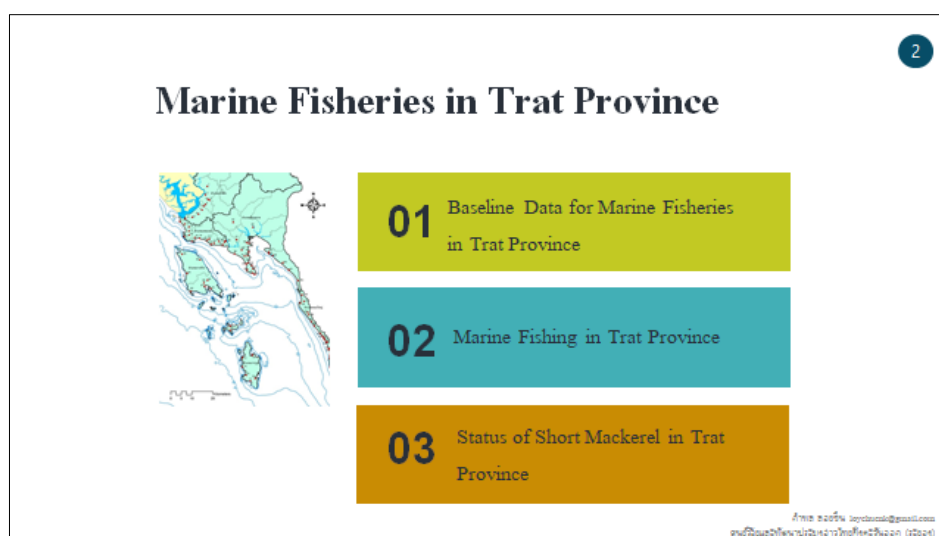 2
Marine Fisheries in Trat Province
01
Baseline Data for Marine Fisheries
in Trat Province
02
Marine Fishing in Trat Province
03
Status of Short Mackerel in Trat
Province